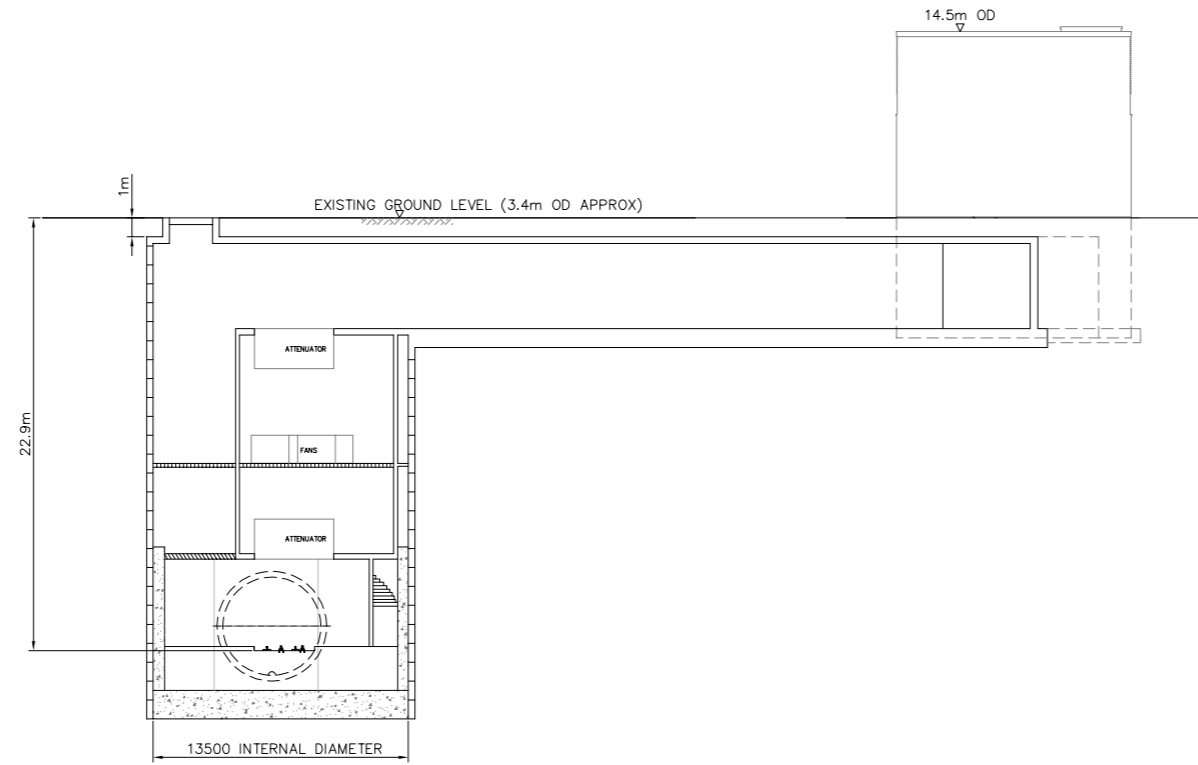 14.5m OD
1m
EXISTING GROUND LEVEL (3.4m OD APPROX)
ATTENUATOR
22.9m
FANS
ATTENUATOR
13500 INTERNAL DIAMETER